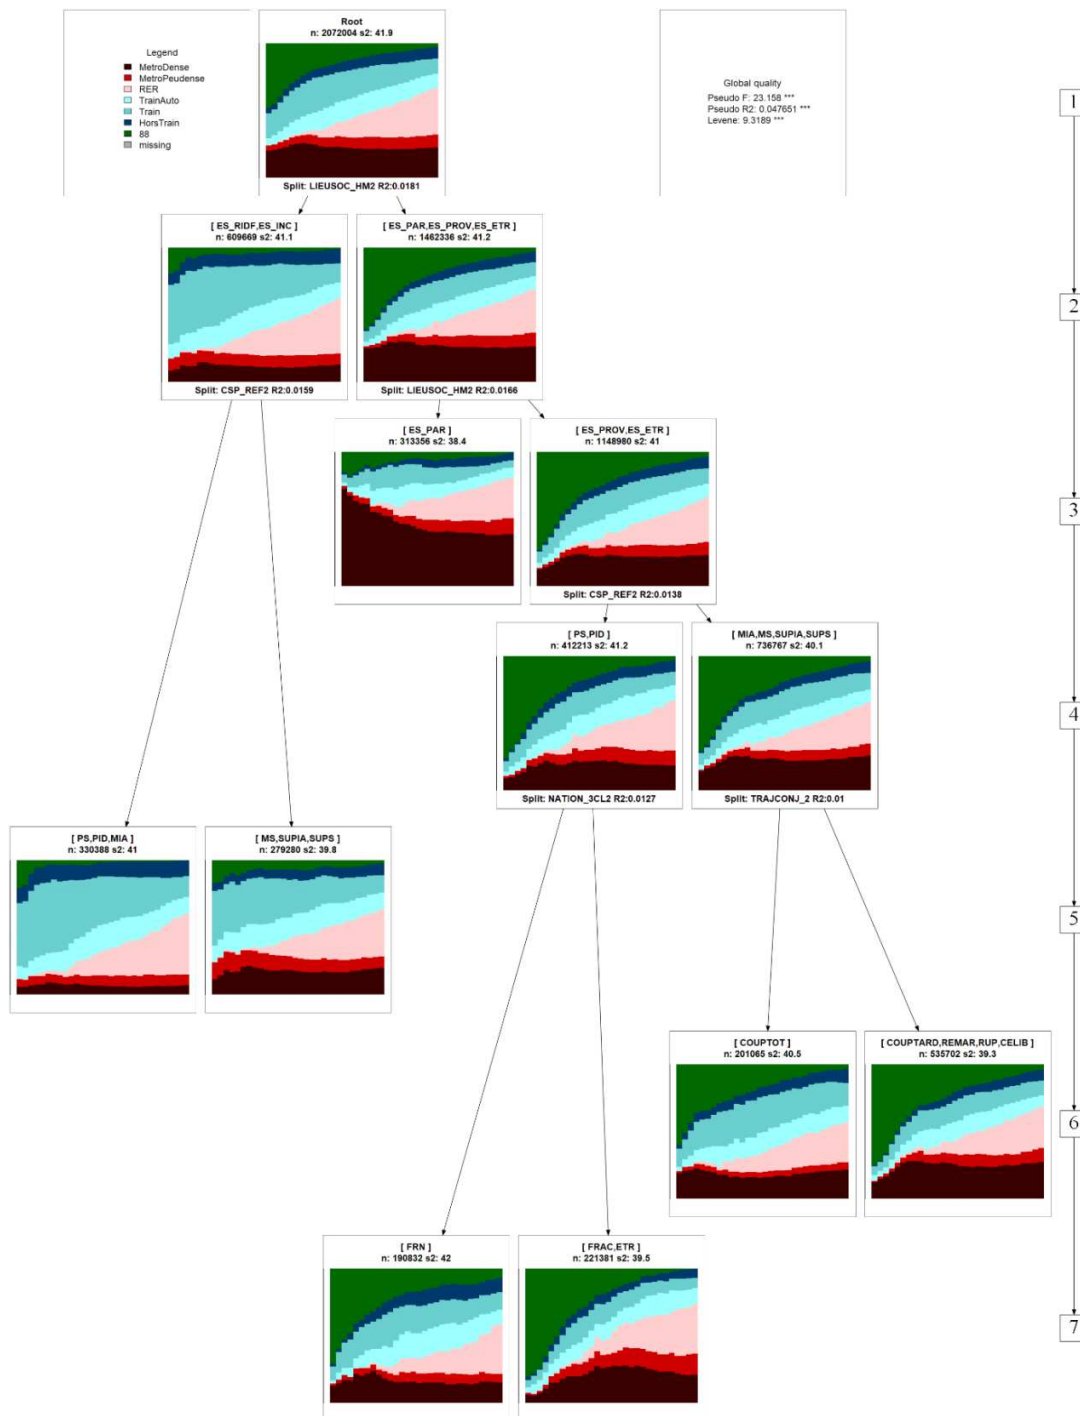 Legend
MetroDense
MetroPeudense
RER
TrainAuto
Train
HorsTrain
88
missing
Root
n: 2072004 s2: 41.9
Split: LIEUSOC_HM2 R2:0.0181
Global quality
Pseudo F: 23.158 ***
Pseudo R2: 0.047651 ***
Levene: 9.3189 ***
1
[ ES_RIDF,ES_INC ]
n: 609669 s2: 41.1
Split: CSP_REF2 R2:0.0159
[ ES_PAR,ES_PROV,ES_ETR ]
n: 1462336 s2: 41.2
Split: LIEUSOC_HM2 R2:0.0166
2
[ ES_PAR ]
n: 313356 s2: 38.4
[ ES_PROV,ES_ETR ]
n: 1148980 s2: 41
Split: CSP_REF2 R2:0.0138
3
[ PS,PID ]
n: 412213 s2: 41.2
Split: NATION_3CL2 R2:0.0127
[ MIA,MS,SUPIA,SUPS ]
n: 736767 s2: 40.1
Split: TRAJCONJ_2 R2:0.01
4
[ PS,PID,MIA ]
n: 330388 s2: 41
[ MS,SUPIA,SUPS ]
n: 279280 s2: 39.8
5
[ COUPTOT ]
n: 201065 s2: 40.5
[ COUPTARD,REMAR,RUP,CELIB ]
n: 535702 s2: 39.3
6
[ FRN ]
n: 190832 s2: 42
[ FRAC,ETR ]
n: 221381 s2: 39.5
7